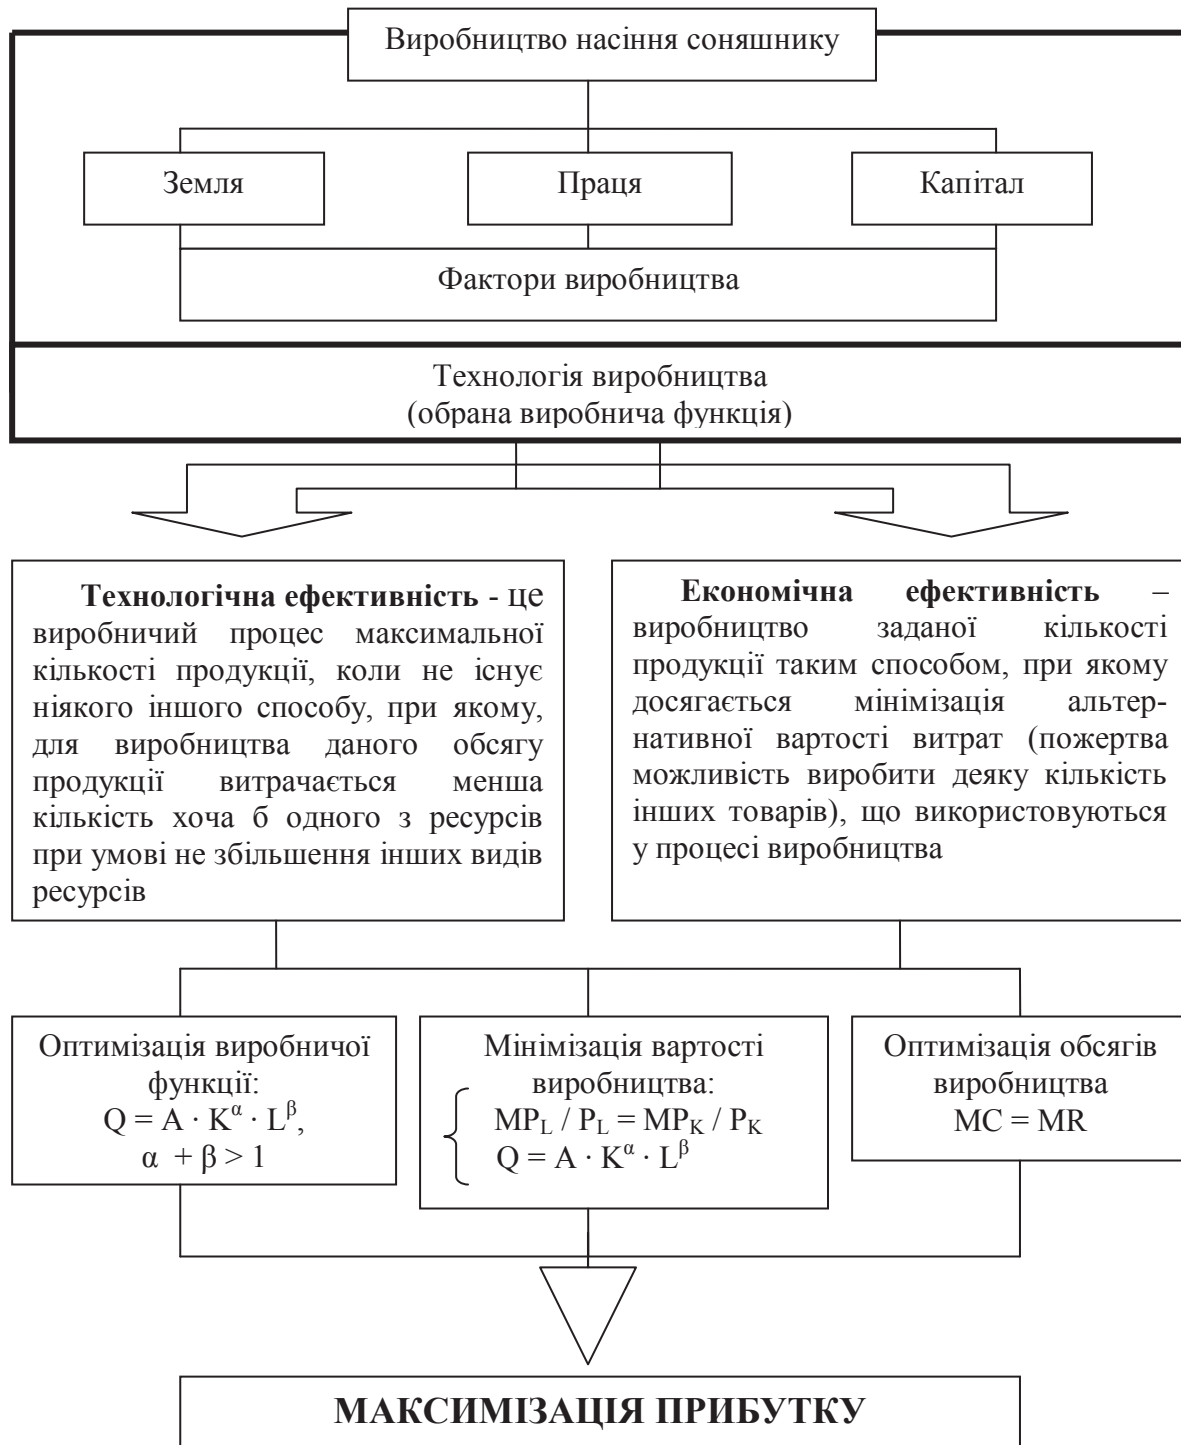 Виробництво насіння соняшнику
Земля
Праця
Капітал
Фактори виробництва
Технологія виробництва
(обрана виробнича функція)
Технологічна ефективність - це
виробничий процес максимальної
кількості продукції, коли не існує
ніякого іншого способу, при якому,
для виробництва даного обсягу
продукції витрачається менша
кількість хоча б одного з ресурсів
при умові не збільшення інших видів
ресурсів
Економічна ефективність –
виробництво заданої кількості
продукції таким способом, при якому
досягається мінімізація альтер-
нативної вартості витрат (пожертва
можливість виробити деяку кількість
інших товарів), що використовуються
у процесі виробництва
Оптимізація виробничої
функції:
Q = A · K^α · L^β,
α + β > 1
Мінімізація вартості
виробництва:
MP_L / P_L = MP_K / P_K
Q = A · K^α · L^β
Оптимізація обсягів
виробництва
MC = MR
МАКСИМІЗАЦІЯ ПРИБУТКУ